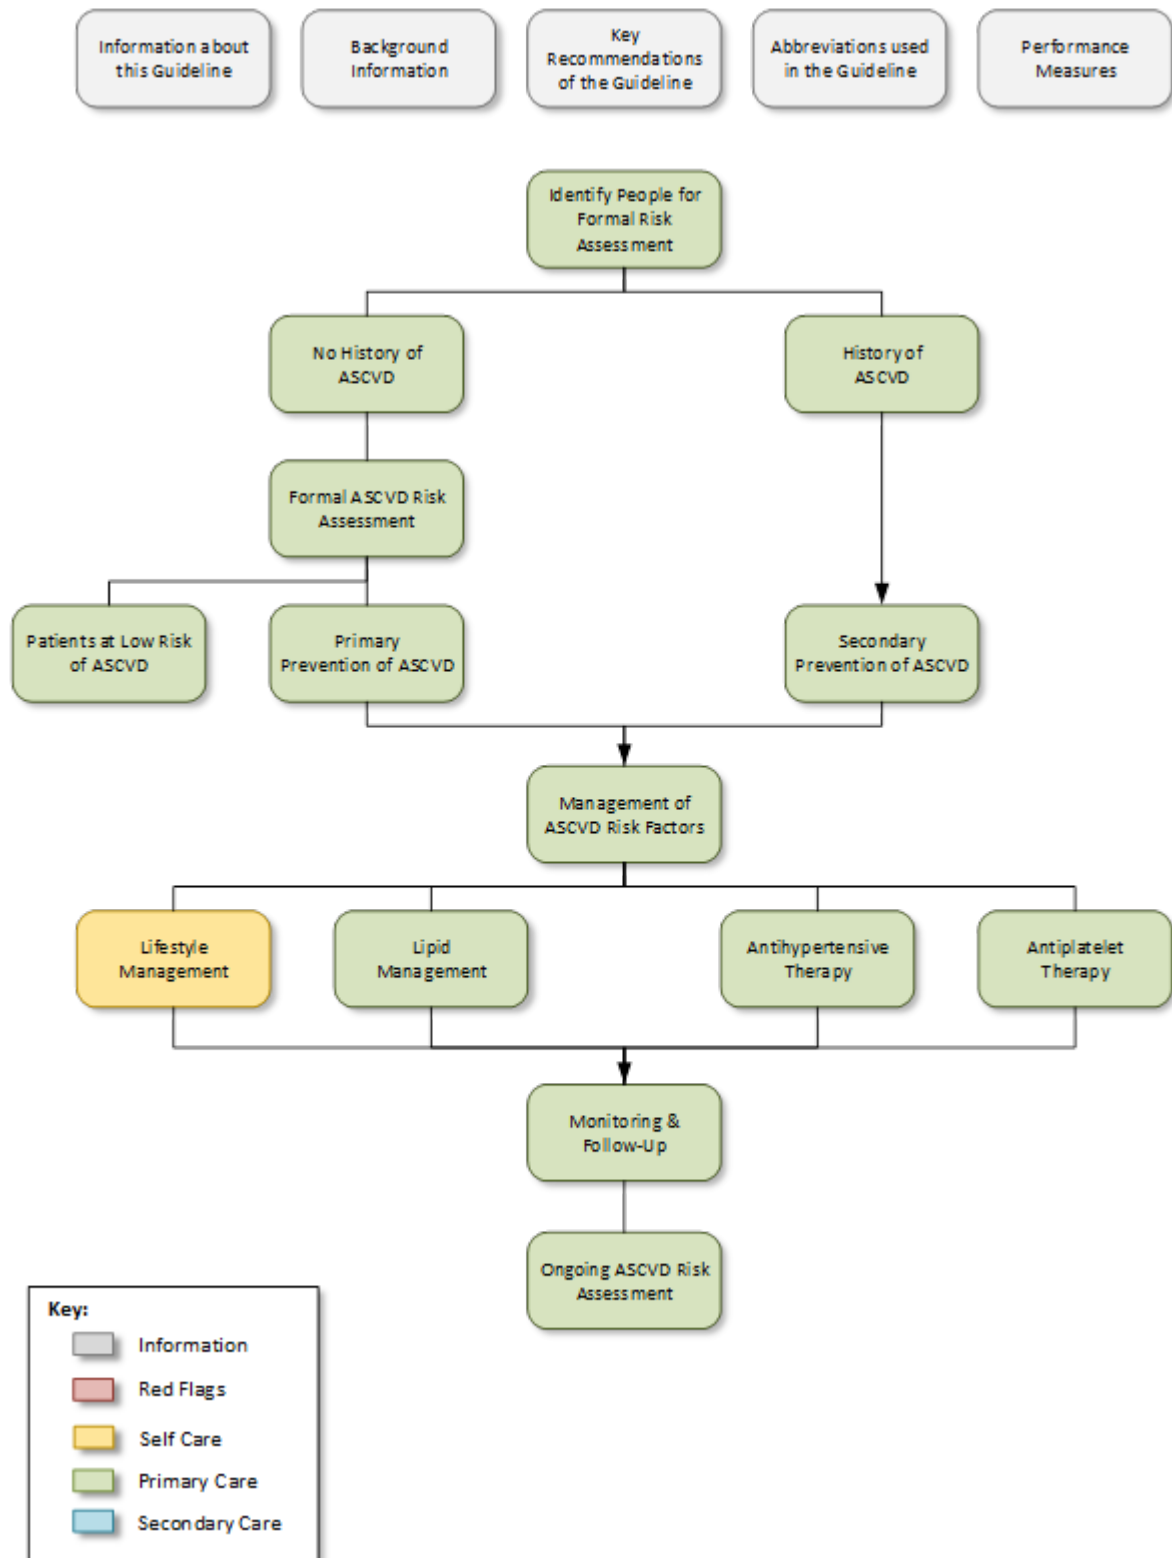 Information about
this Guideline
Background
Information
Key
Recommendations
of the Guideline
Abbreviations used
in the Guideline
Performance
Measures
Identify People for
Formal Risk
Assessment
No History of
ASCVD
History of
ASCVD
Formal ASCVD Risk
Assessment
Patients at Low Risk
of ASCVD
Primary
Prevention of ASCVD
Secondary
Prevention of ASCVD
Management of
ASCVD Risk Factors
Lifestyle
Management
Lipid
Management
Antihypertensive
Therapy
Antiplatelet
Therapy
Monitoring &
Follow-Up
Ongoing ASCVD Risk
Assessment
Key:
Information
Red Flags
Self Care
Primary Care
Secondary Care